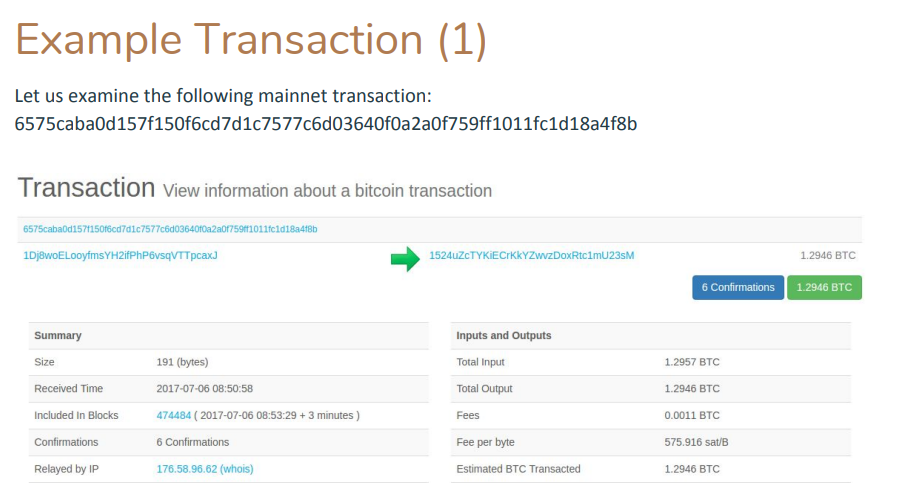 Example Transaction (1)
Let us examine the following mainnet transaction:
6575caba0d157f150f6cd7d1c7577c6d03640f0a2a0f759ff1011fc1d18a4f8b
Transaction View information about a bitcoin transaction
6575caba0d157f150f6cd7d1c7577c6d03640f0a2a0f759ff1011fc1d18a4f8b
1Dj8woELooyfmsYH2ifPhP6vsqVTTpcaxJ 1524uZcTYKiECrKkYZwvzDoxRtc1mU23sM 1.2946 BTC
6 Confirmations 1.2946 BTC
Summary
Size 191 (bytes)
Received Time 2017-07-06 08:50:58
Included In Blocks 474484 ( 2017-07-06 08:53:29 + 3 minutes )
Confirmations 6 Confirmations
Relayed by IP 176.58.96.62 (whois)
Inputs and Outputs
Total Input 1.2957 BTC
Total Output 1.2946 BTC
Fees 0.0011 BTC
Fee per byte 575.916 sat/B
Estimated BTC Transacted 1.2946 BTC